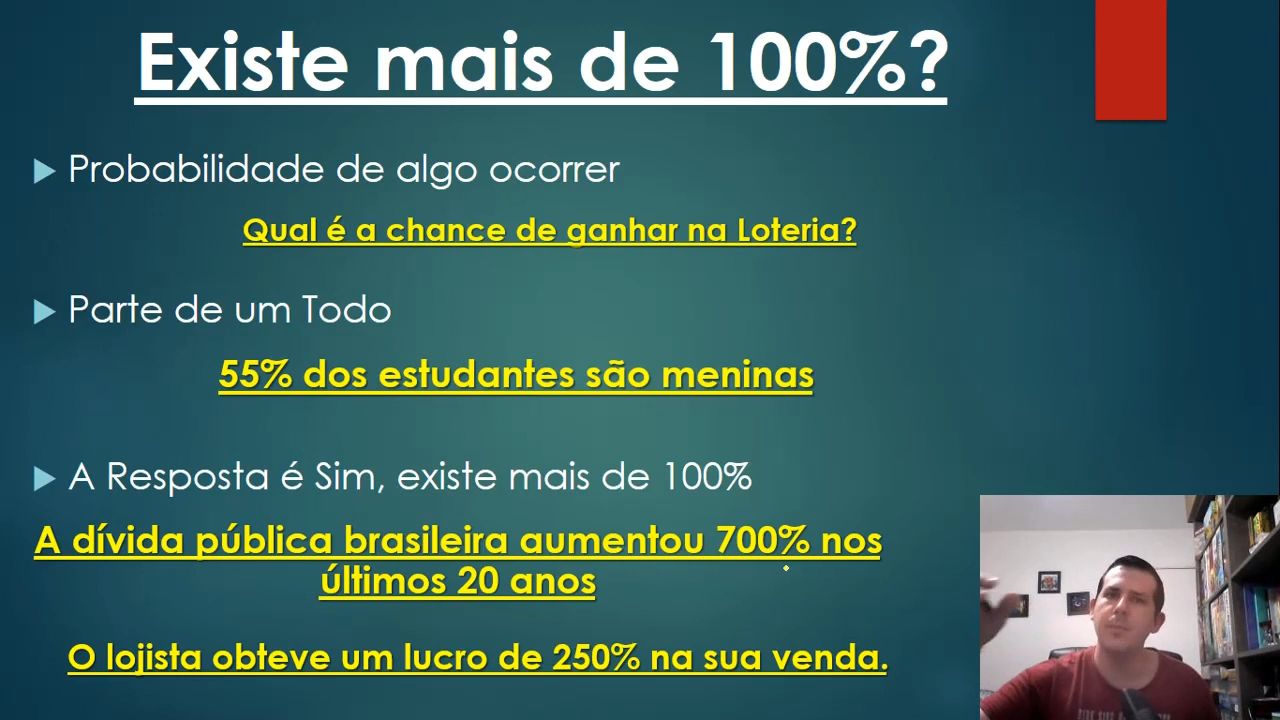 Existe mais de 100%?
Probabilidade de algo ocorrer
Qual é a chance de ganhar na Loteria?
Parte de um Todo
55% dos estudantes são meninas
A Resposta é Sim, existe mais de 100%
A dívida pública brasileira aumentou 700% nos
últimos 20 anos
O lojista obteve um lucro de 250% na sua venda.